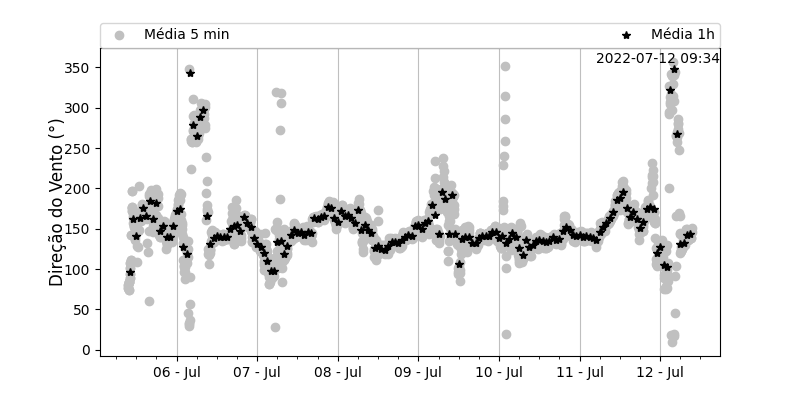 Média 5 min
Média 1h
2022-07-12 09:34
Direção do Vento (°)
350
300
250
200
150
100
50
0
06 - Jul
07 - Jul
08 - Jul
09 - Jul
10 - Jul
11 - Jul
12 - Jul